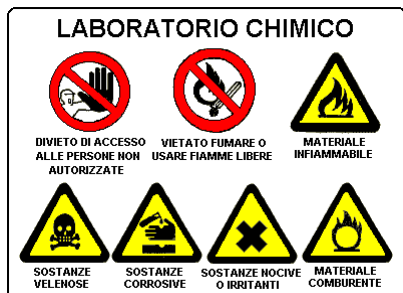 LABORATORIO CHIMICO
DIVIETO DI ACCESSO
ALLE PERSONE NON
AUTORIZZATE
VIETATO FUMARE O
USARE FIAMME LIBERE
MATERIALE
INFIAMMABILE
SOSTANZE
VELENOSE
SOSTANZE
CORROSIVE
SOSTANZE NOCIVE
O IRRITANTI
MATERIALE
COMBURENTE